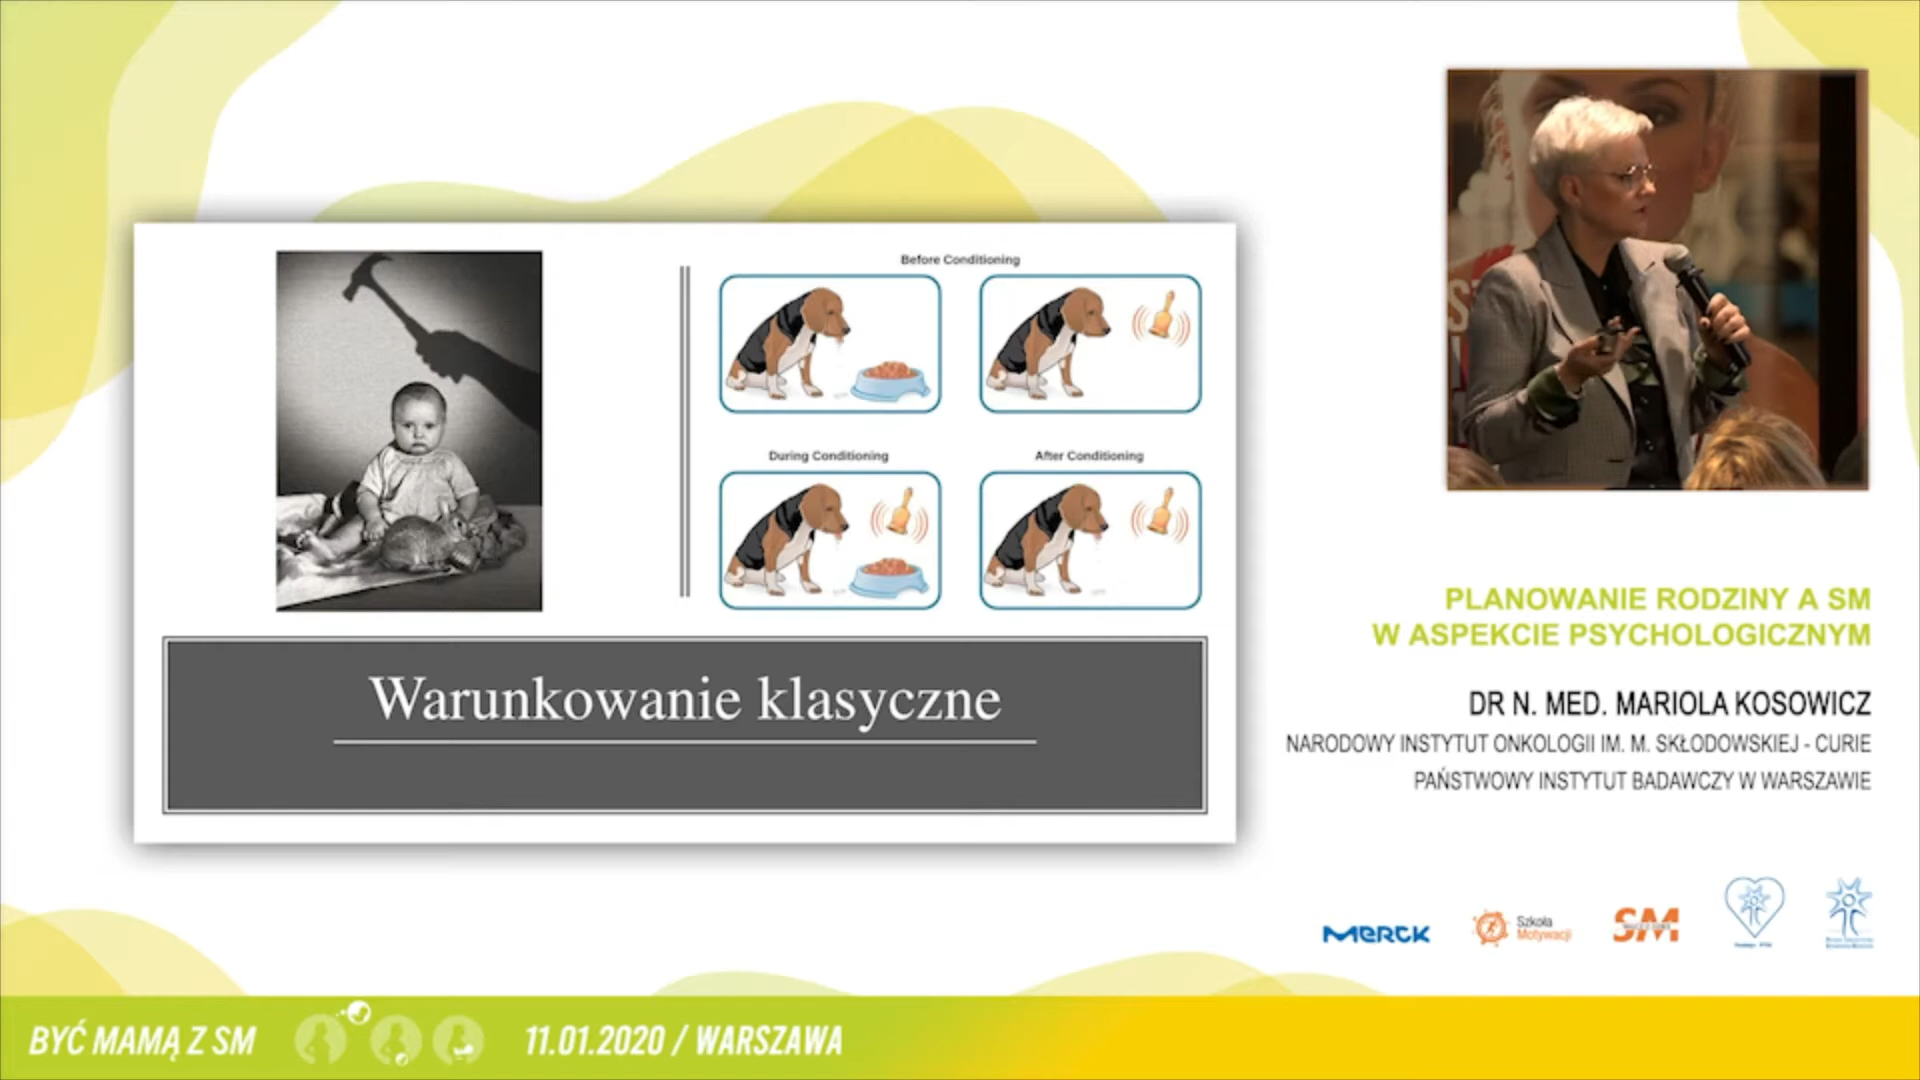 Before Conditioning
During Conditioning
After Conditioning
Warunkowanie klasyczne
PLANOWANIE RODZINY A SM
W ASPEKCIE PSYCHOLOGICZNYM
DR N. MED. MARIOLA KOSOWICZ
NARODOWY INSTYTUT ONKOLOGII IM. M. SKŁODOWSKIEJ - CURIE
PAŃSTWOWY INSTYTUT BADAWCZY W WARSZAWIE
MERCK
Szkoła
Motywacji
SM
BYĆ MAMĄ Z SM
11.01.2020 / WARSZAWA